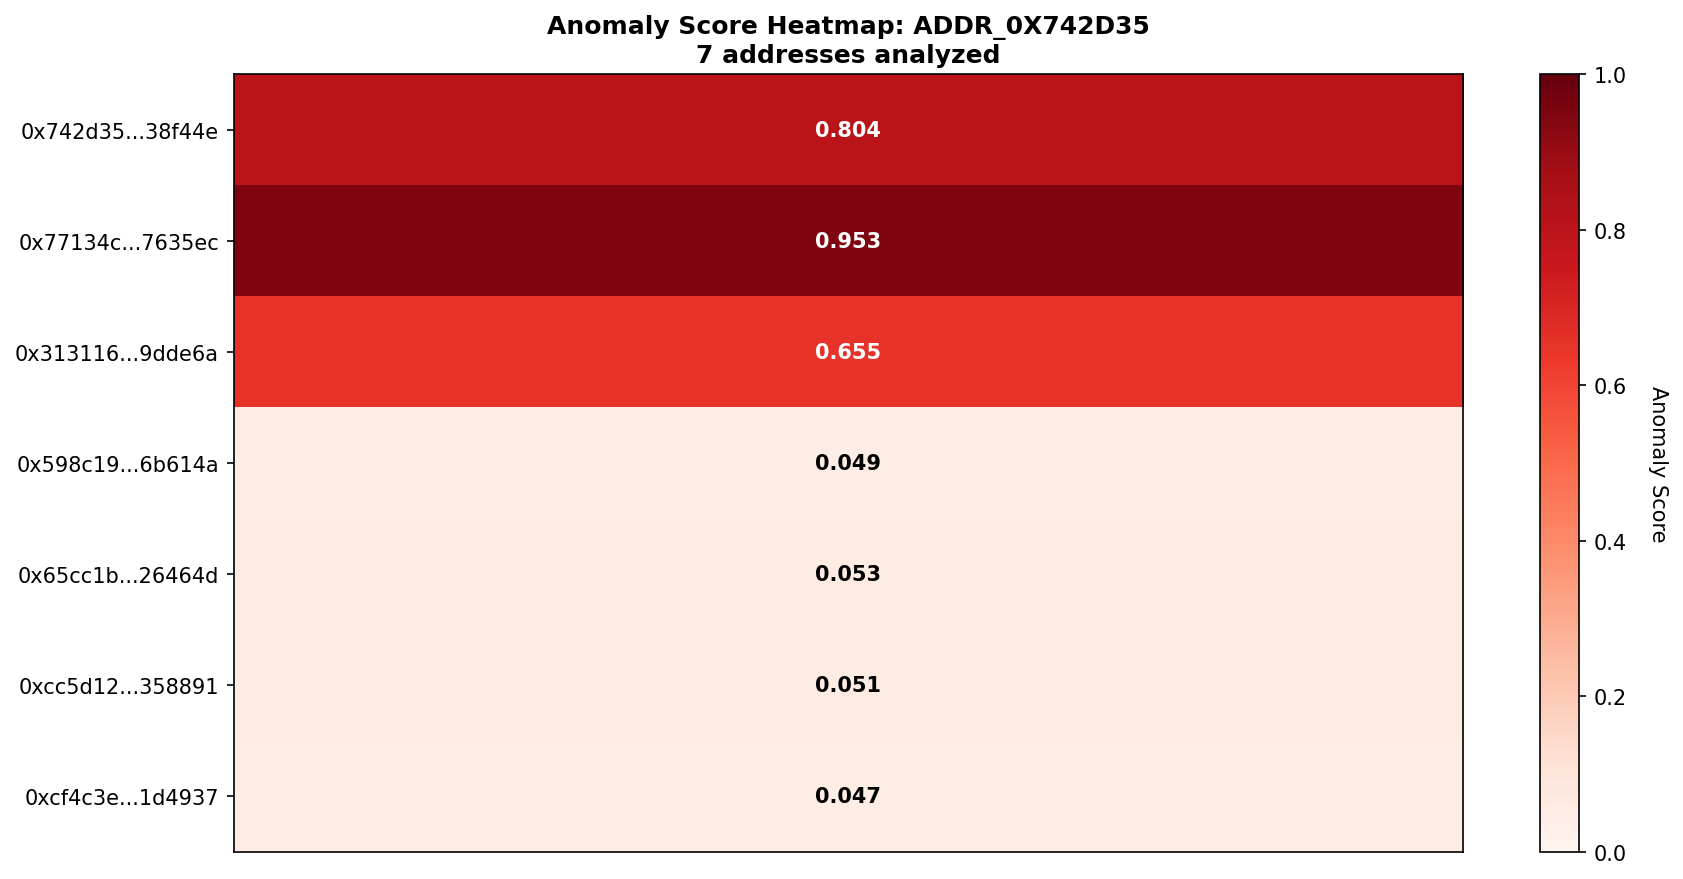 Anomaly Score Heatmap: ADDR_0X742D35
7 addresses analyzed
0x742d35...38f44e
0.804
0x77134c...7635ec
0.953
0x313116...9dde6a
0.655
0x598c19...6b614a
0.049
0x65cc1b...26464d
0.053
0xcc5d12...358891
0.051
0xcf4c3e...1d4937
0.047
1.0
0.8
0.6
0.4
0.2
0.0
Anomaly Score